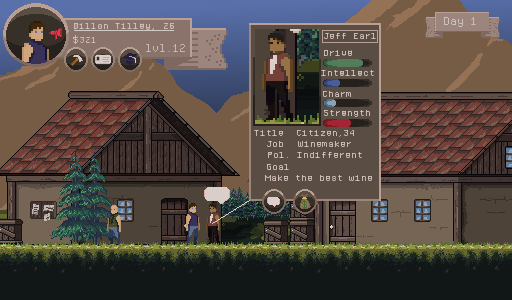 Dillon Tilley, 26
$321
lvl.12
Day 1
Jeff Earl
Drive
Intellect
Charm
Strength
Title Citizen,34
Job Winemaker
Pol. Indifferent
Goal
Make the best wine